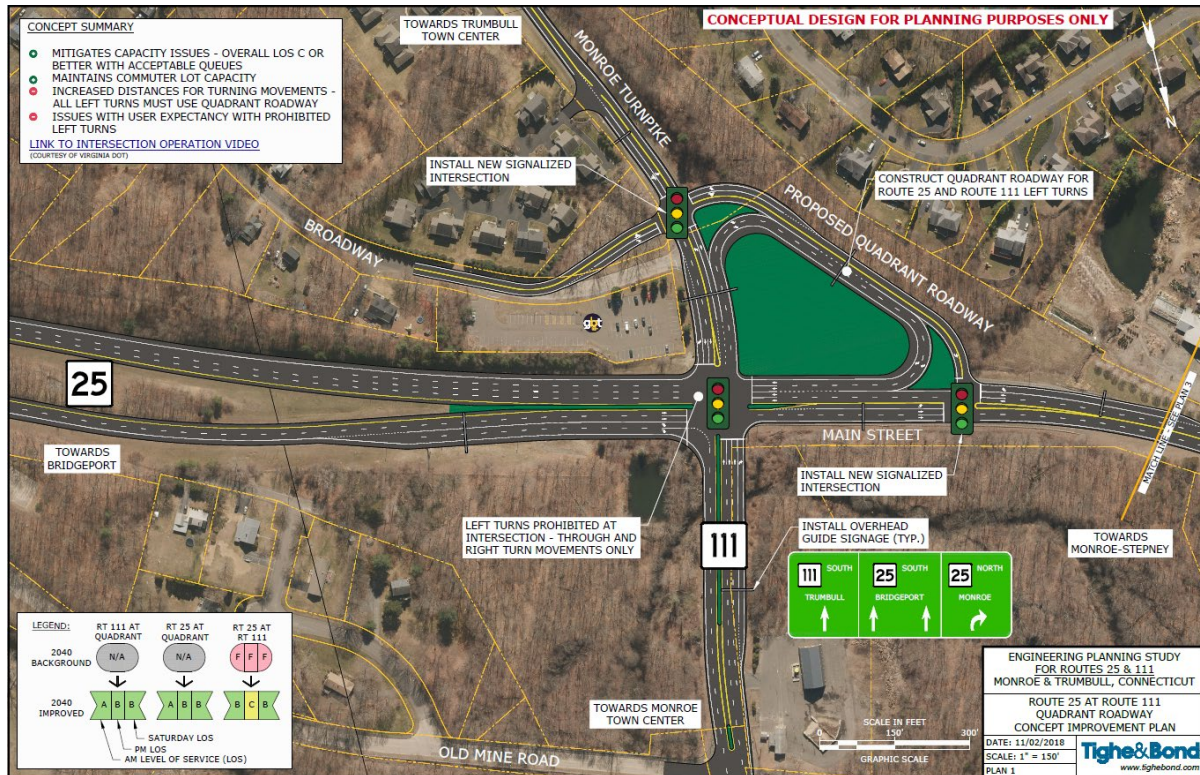 CONCEPT SUMMARY
MITIGATES CAPACITY ISSUES - OVERALL LOS C OR
BETTER WITH ACCEPTABLE QUEUES
MAINTAINS COMMUTER LOT CAPACITY
INCREASED DISTANCES FOR TURNING MOVEMENTS -
ALL LEFT TURNS MUST USE QUADRANT ROADWAY
ISSUES WITH USER EXPECTANCY WITH PROHIBITED
LEFT TURNS
LINK TO INTERSECTION OPERATION VIDEO
(COURTESY OF VIRGINIA DOT)
TOWARDS TRUMBULL
TOWN CENTER
CONCEPTUAL DESIGN FOR PLANNING PURPOSES ONLY
N
MONROE TURNPIKE
INSTALL NEW SIGNALIZED
INTERSECTION
CONSTRUCT QUADRANT ROADWAY FOR
ROUTE 25 AND ROUTE 111 LEFT TURNS
PROPOSED QUADRANT ROADWAY
BROADWAY
gbt
25
MAIN STREET
TOWARDS
BRIDGEPORT
INSTALL NEW SIGNALIZED
INTERSECTION
MATCH LINE - SEE PLAN 3
LEFT TURNS PROHIBITED AT
INTERSECTION - THROUGH AND
RIGHT TURN MOVEMENTS ONLY
111
INSTALL OVERHEAD
GUIDE SIGNAGE (TYP.)
TOWARDS
MONROE-STEPNEY
111 SOUTH
TRUMBULL
25 SOUTH
BRIDGEPORT
25 NORTH
MONROE
LEGEND:
RT 111 AT
QUADRANT
RT 25 AT
QUADRANT
RT 25 AT
RT 111
2040
BACKGROUND
N/A
N/A
F F F
2040
IMPROVED
A B B
A B B
B C B
SATURDAY LOS
PM LOS
AM LEVEL OF SERVICE (LOS)
TOWARDS MONROE
TOWN CENTER
OLD MINE ROAD
SCALE IN FEET
0 150' 300'
GRAPHIC SCALE
ENGINEERING PLANNING STUDY
FOR ROUTES 25 & 111
MONROE & TRUMBULL, CONNECTICUT
ROUTE 25 AT ROUTE 111
QUADRANT ROADWAY
CONCEPT IMPROVEMENT PLAN
DATE: 11/02/2018
SCALE: 1" = 150'
PLAN 1
Tighe&Bond
www.tighebond.com